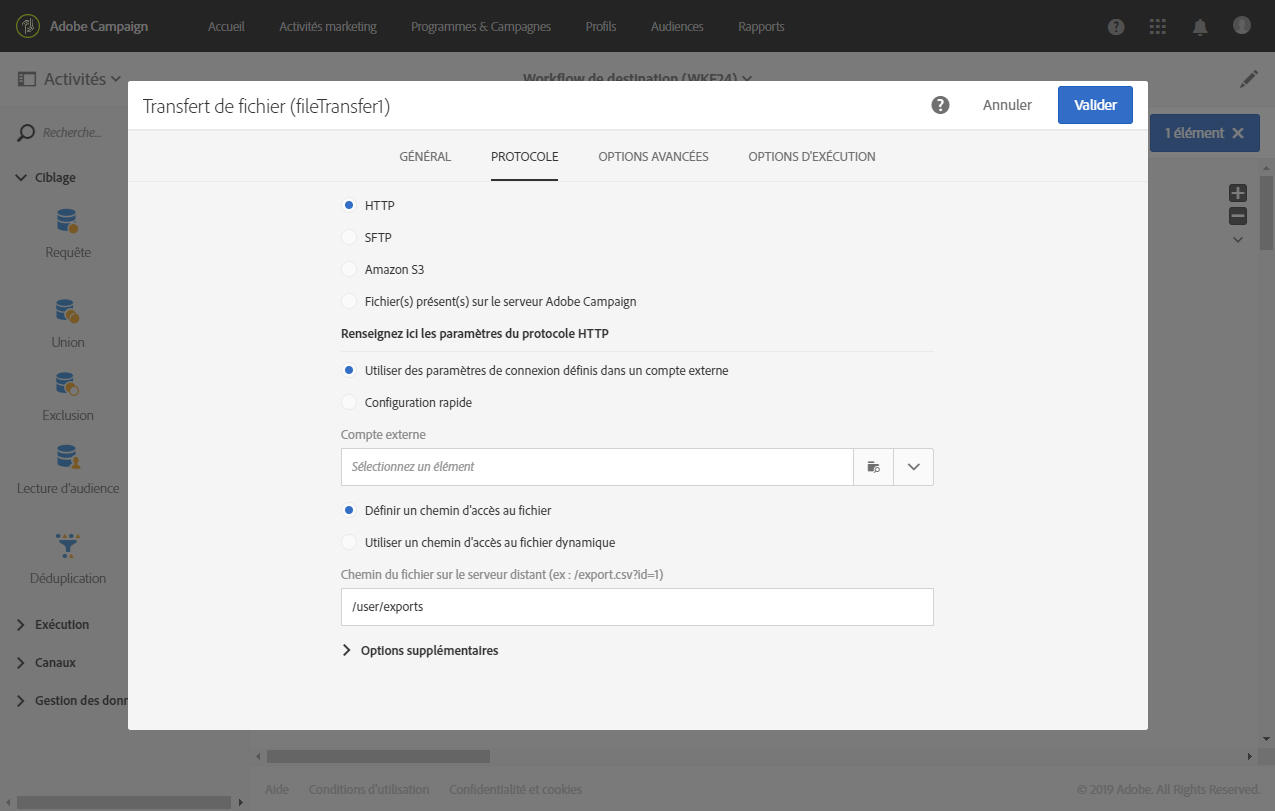 Adobe Campaign
Accueil
Activités marketing
Programmes & Campagnes
Profils
Audiences
Rapports
Activités
Workflow de destination (WKF24)
Recherche...
1 élément
Ciblage
Requête
Union
Exclusion
Lecture d'audience
Déduplication
Exécution
Canaux
Gestion des donn
Transfert de fichier (fileTransfer1)
Annuler
Valider
GÉNÉRAL
PROTOCOLE
OPTIONS AVANCÉES
OPTIONS D'EXÉCUTION
HTTP
SFTP
Amazon S3
Fichier(s) présent(s) sur le serveur Adobe Campaign
Renseignez ici les paramètres du protocole HTTP
Utiliser des paramètres de connexion définis dans un compte externe
Configuration rapide
Compte externe
Sélectionnez un élément
Définir un chemin d'accès au fichier
Utiliser un chemin d'accès au fichier dynamique
Chemin du fichier sur le serveur distant (ex : /export.csv?id=1)
/user/exports
Options supplémentaires
Aide
Conditions d'utilisation
Confidentialité et cookies
© 2019 Adobe. All Rights Reserved.